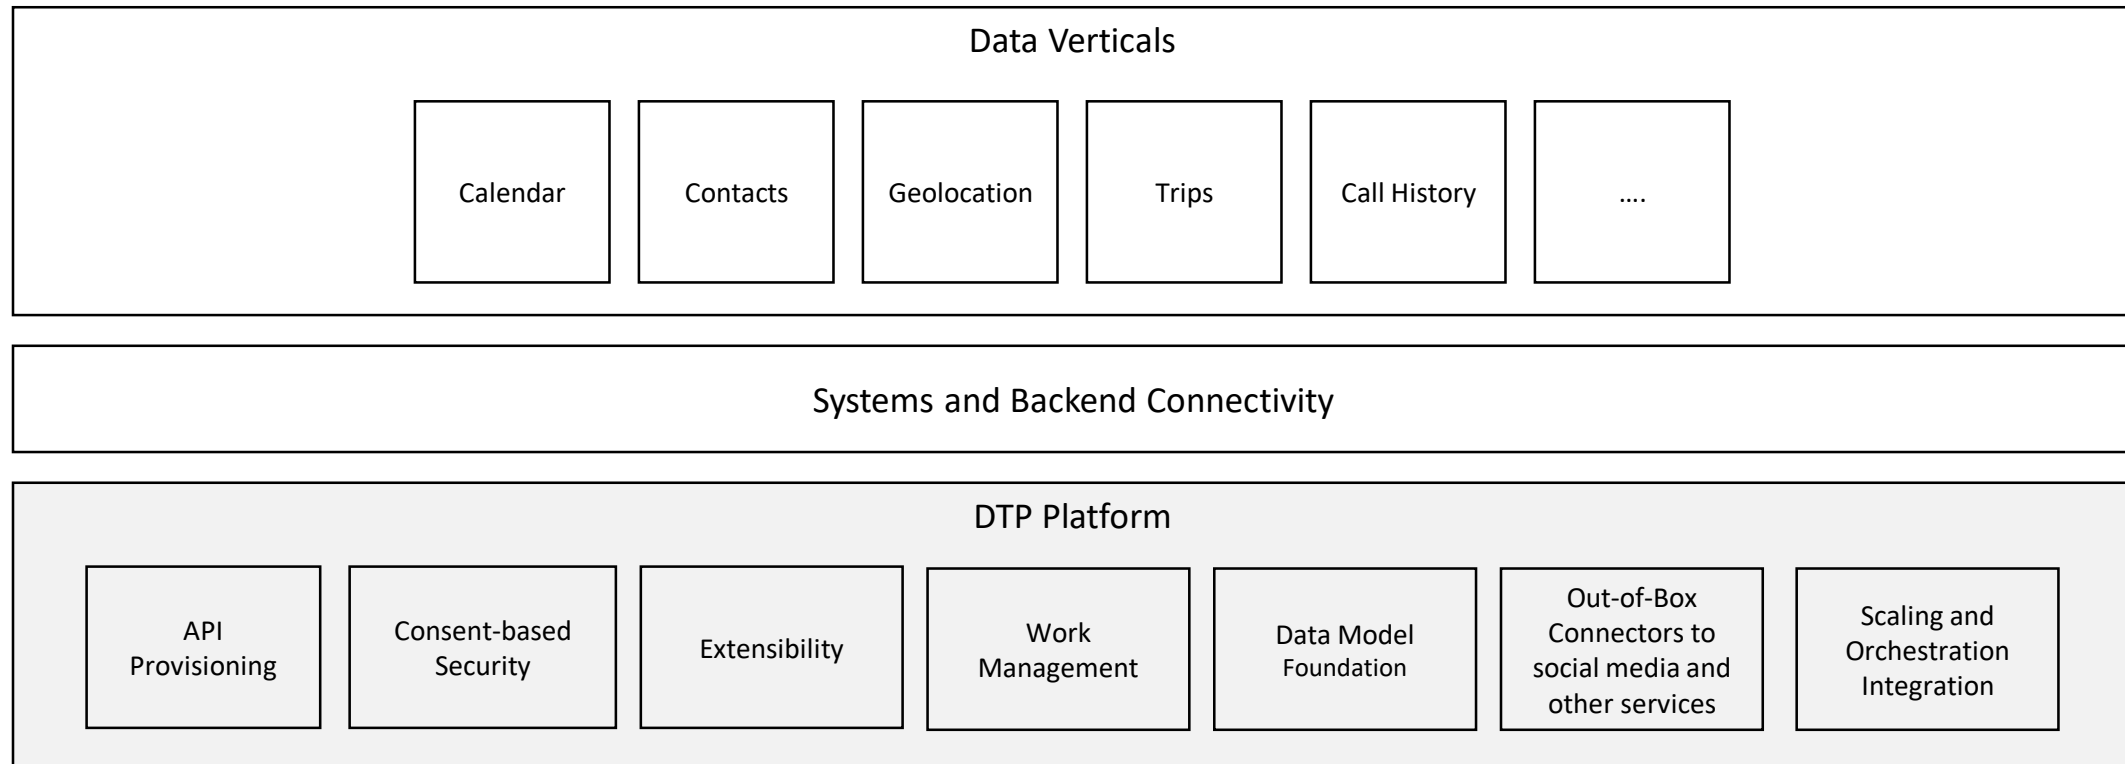 Data Verticals
Calendar
Contacts
Geolocation
Trips
Call History
....
Systems and Backend Connectivity
DTP Platform
API
Provisioning
Consent-based
Security
Extensibility
Work
Management
Data Model
Foundation
Out-of-Box
Connectors to
social media and
other services
Scaling and
Orchestration
Integration